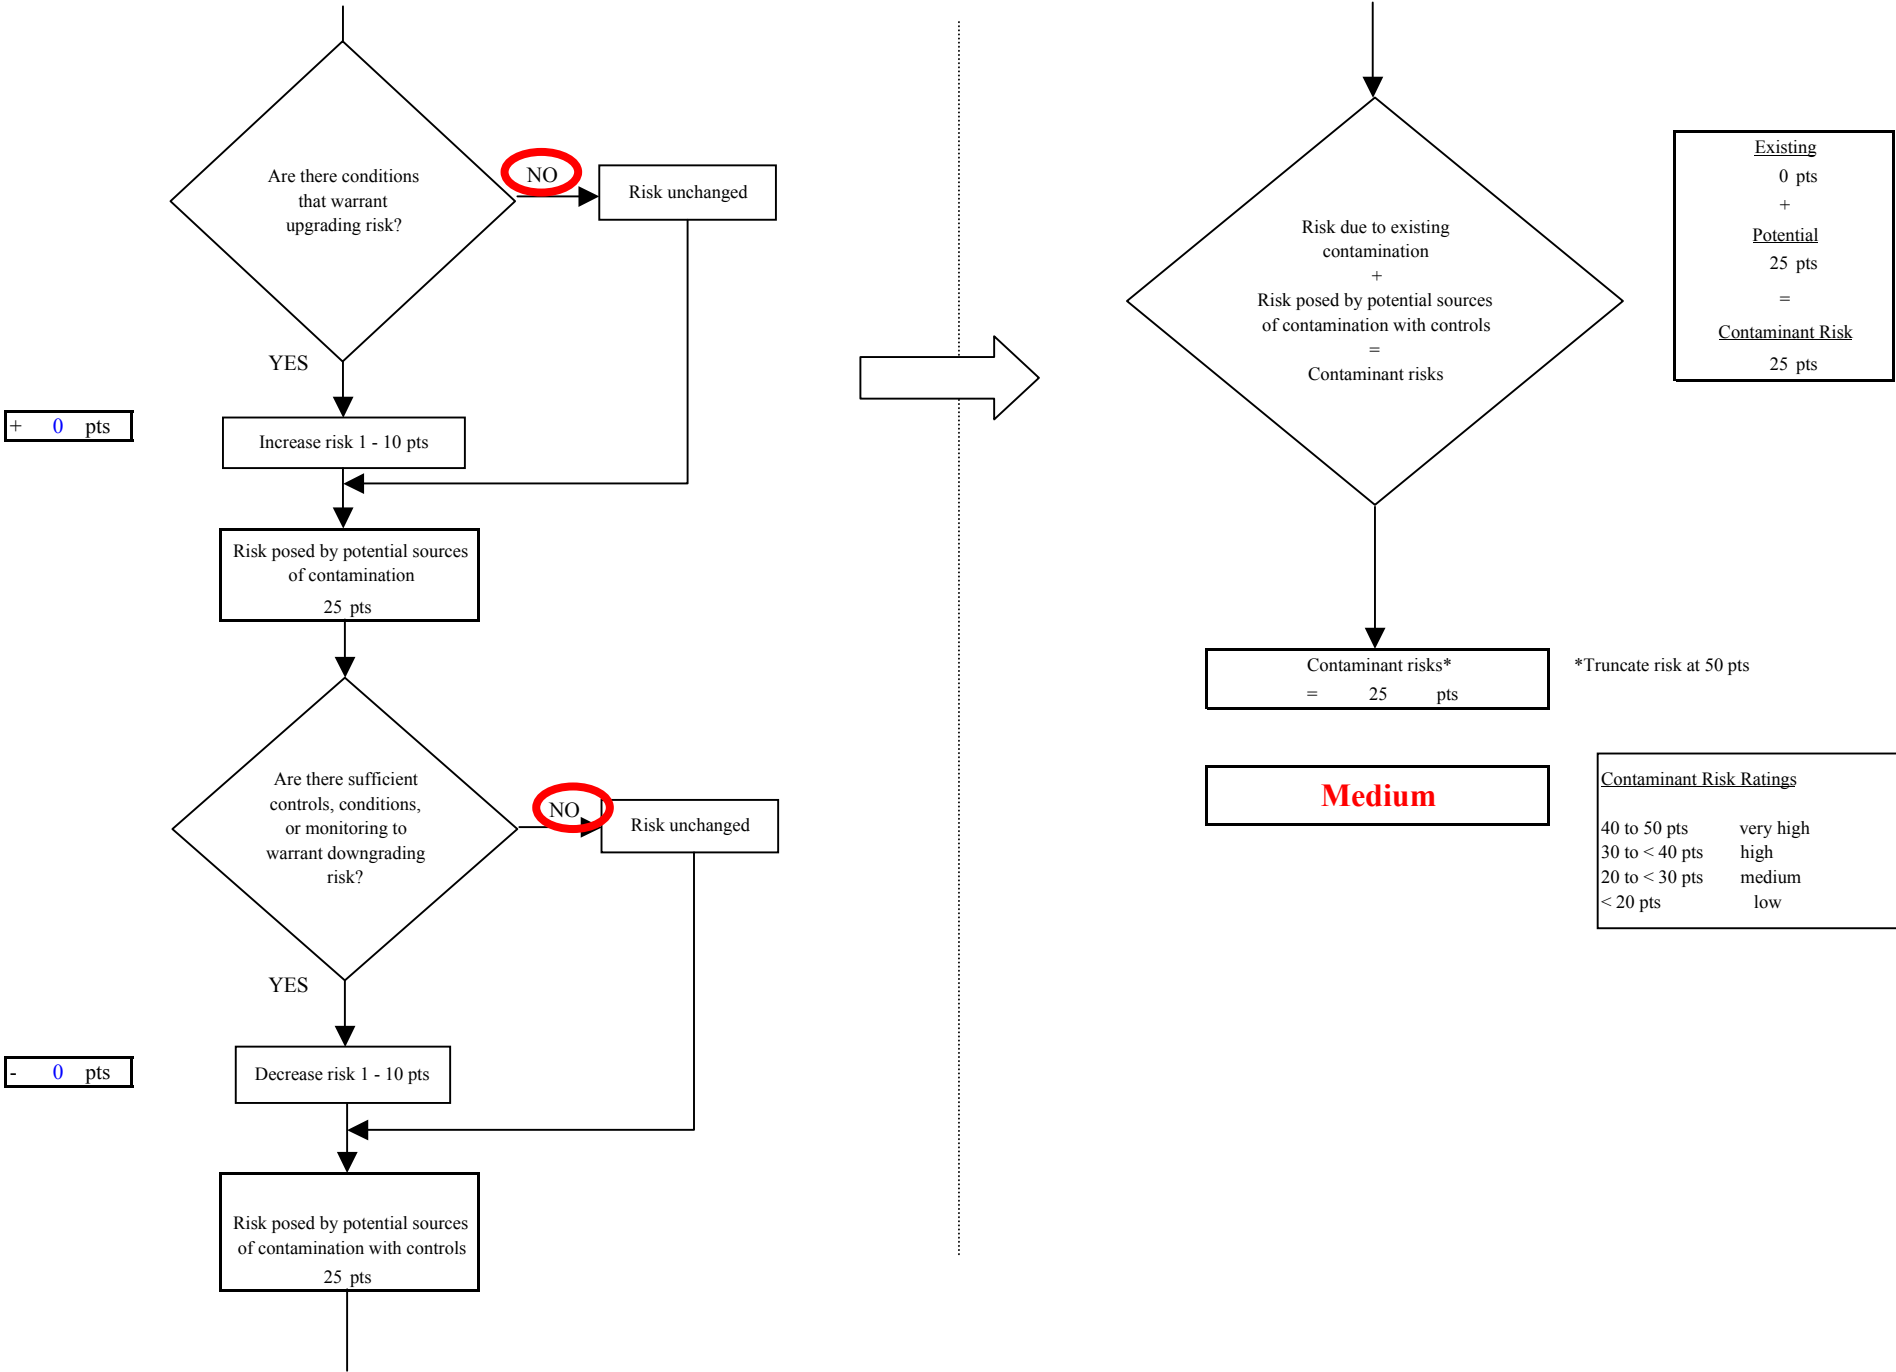 Are there conditions
that warrant
upgrading risk?
NO
Risk unchanged
YES
+ 0 pts
Increase risk 1 - 10 pts
Risk posed by potential sources
of contamination
25 pts
Are there sufficient
controls, conditions,
or monitoring to
warrant downgrading
risk?
NO
Risk unchanged
YES
- 0 pts
Decrease risk 1 - 10 pts
Risk posed by potential sources
of contamination with controls
25 pts
Risk due to existing
contamination
+
Risk posed by potential sources
of contamination with controls
=
Contaminant risks
Existing
0 pts
+
Potential
25 pts
=
Contaminant Risk
25 pts
Contaminant risks*
= 25 pts
*Truncate risk at 50 pts
Medium
Contaminant Risk Ratings
40 to 50 pts very high
30 to < 40 pts high
20 to < 30 pts medium
< 20 pts low